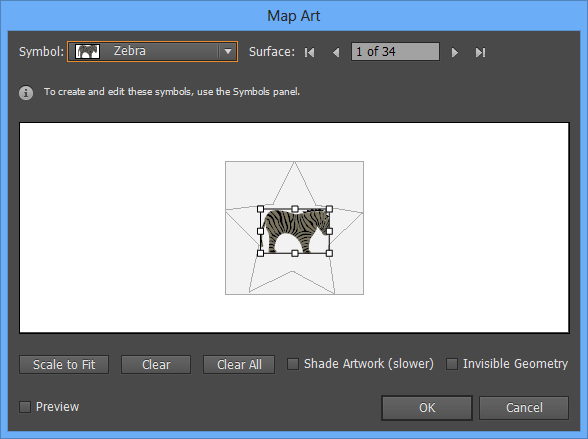 Map Art
Symbol: Zebra Surface: 1 of 34
To create and edit these symbols, use the Symbols panel.
Scale to Fit Clear Clear All Shade Artwork (slower) Invisible Geometry
Preview OK Cancel